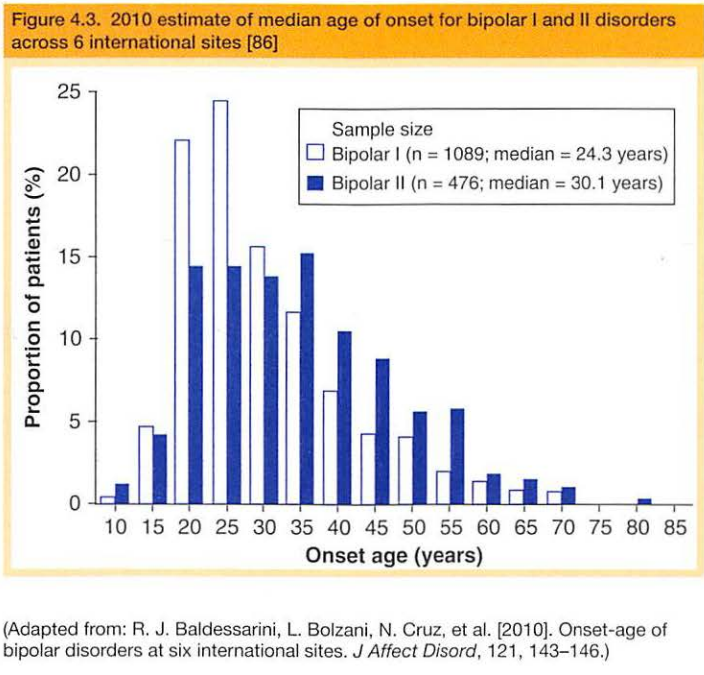 Figure 4.3. 2010 estimate of median age of onset for bipolar I and II disorders
across 6 international sites [86]
25
20
15
10
5
0
Proportion of patients (%)
Sample size
Bipolar I (n = 1089; median = 24.3 years)
Bipolar II (n = 476; median = 30.1 years)
10 15 20 25 30 35 40 45 50 55 60 65 70 75 80 85
Onset age (years)
(Adapted from: R. J. Baldessarini, L. Bolzani, N. Cruz, et al. [2010]. Onset-age of
bipolar disorders at six international sites. J Affect Disord, 121, 143–146.)